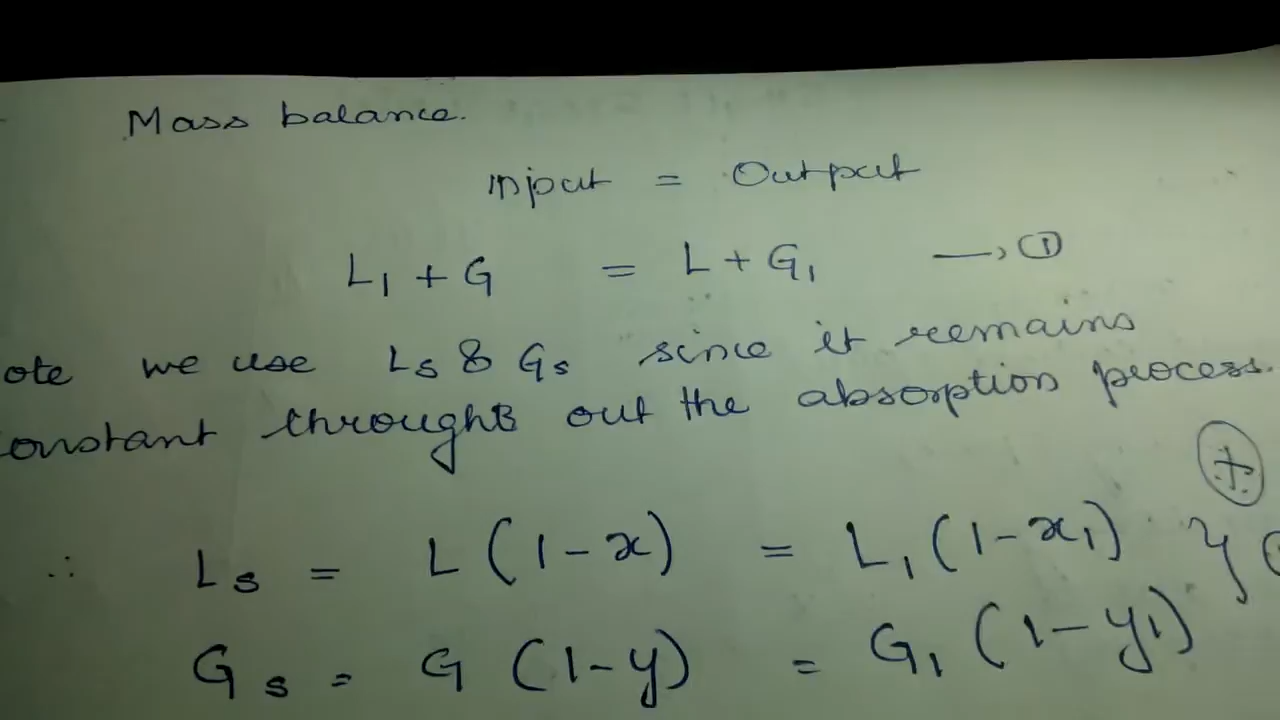 Mass balance.
Input = Output
L₁ + G = L + G₁ → ①
ote we use Ls & Gs since it remains
onstant throughts out the absorption process.
∴ Ls = L (1 - x) = L₁ (1 - x₁) }
Gs = G (1 - y) = G₁ (1 - y₁)